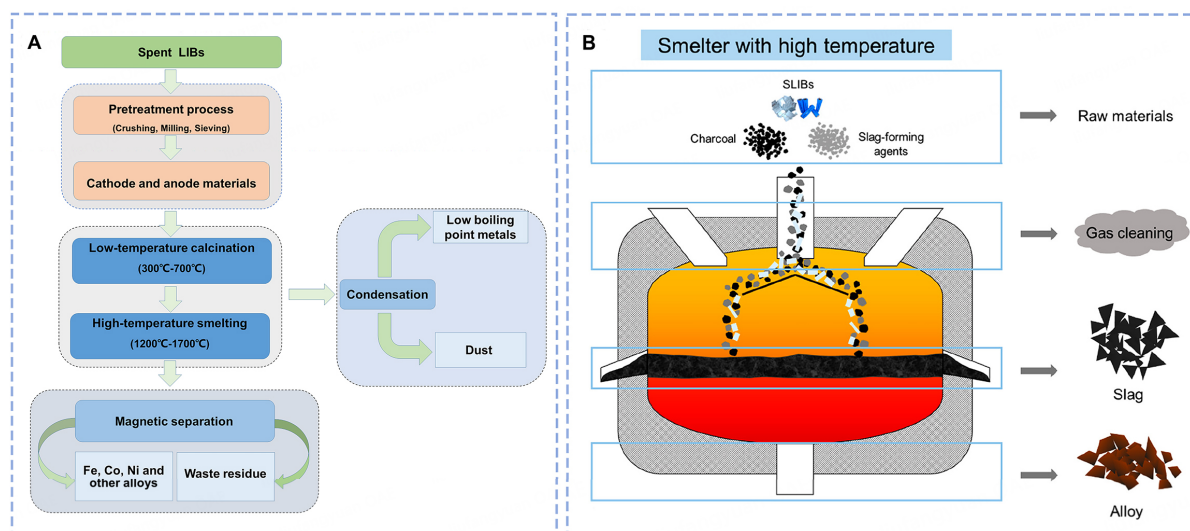 A
Spent LIBs
Pretreatment process
(Crushing, Milling, Sieving)
Cathode and anode materials
Low-temperature calcination
(300℃-700℃)
High-temperature smelting
(1200℃-1700℃)
Magnetic separation
Fe, Co, Ni and
other alloys
Waste residue
Condensation
Low boiling
point metals
Dust
B
Smelter with high temperature
SLIBs
Charcoal
Slag-forming
agents
Raw materials
Gas cleaning
Slag
Alloy